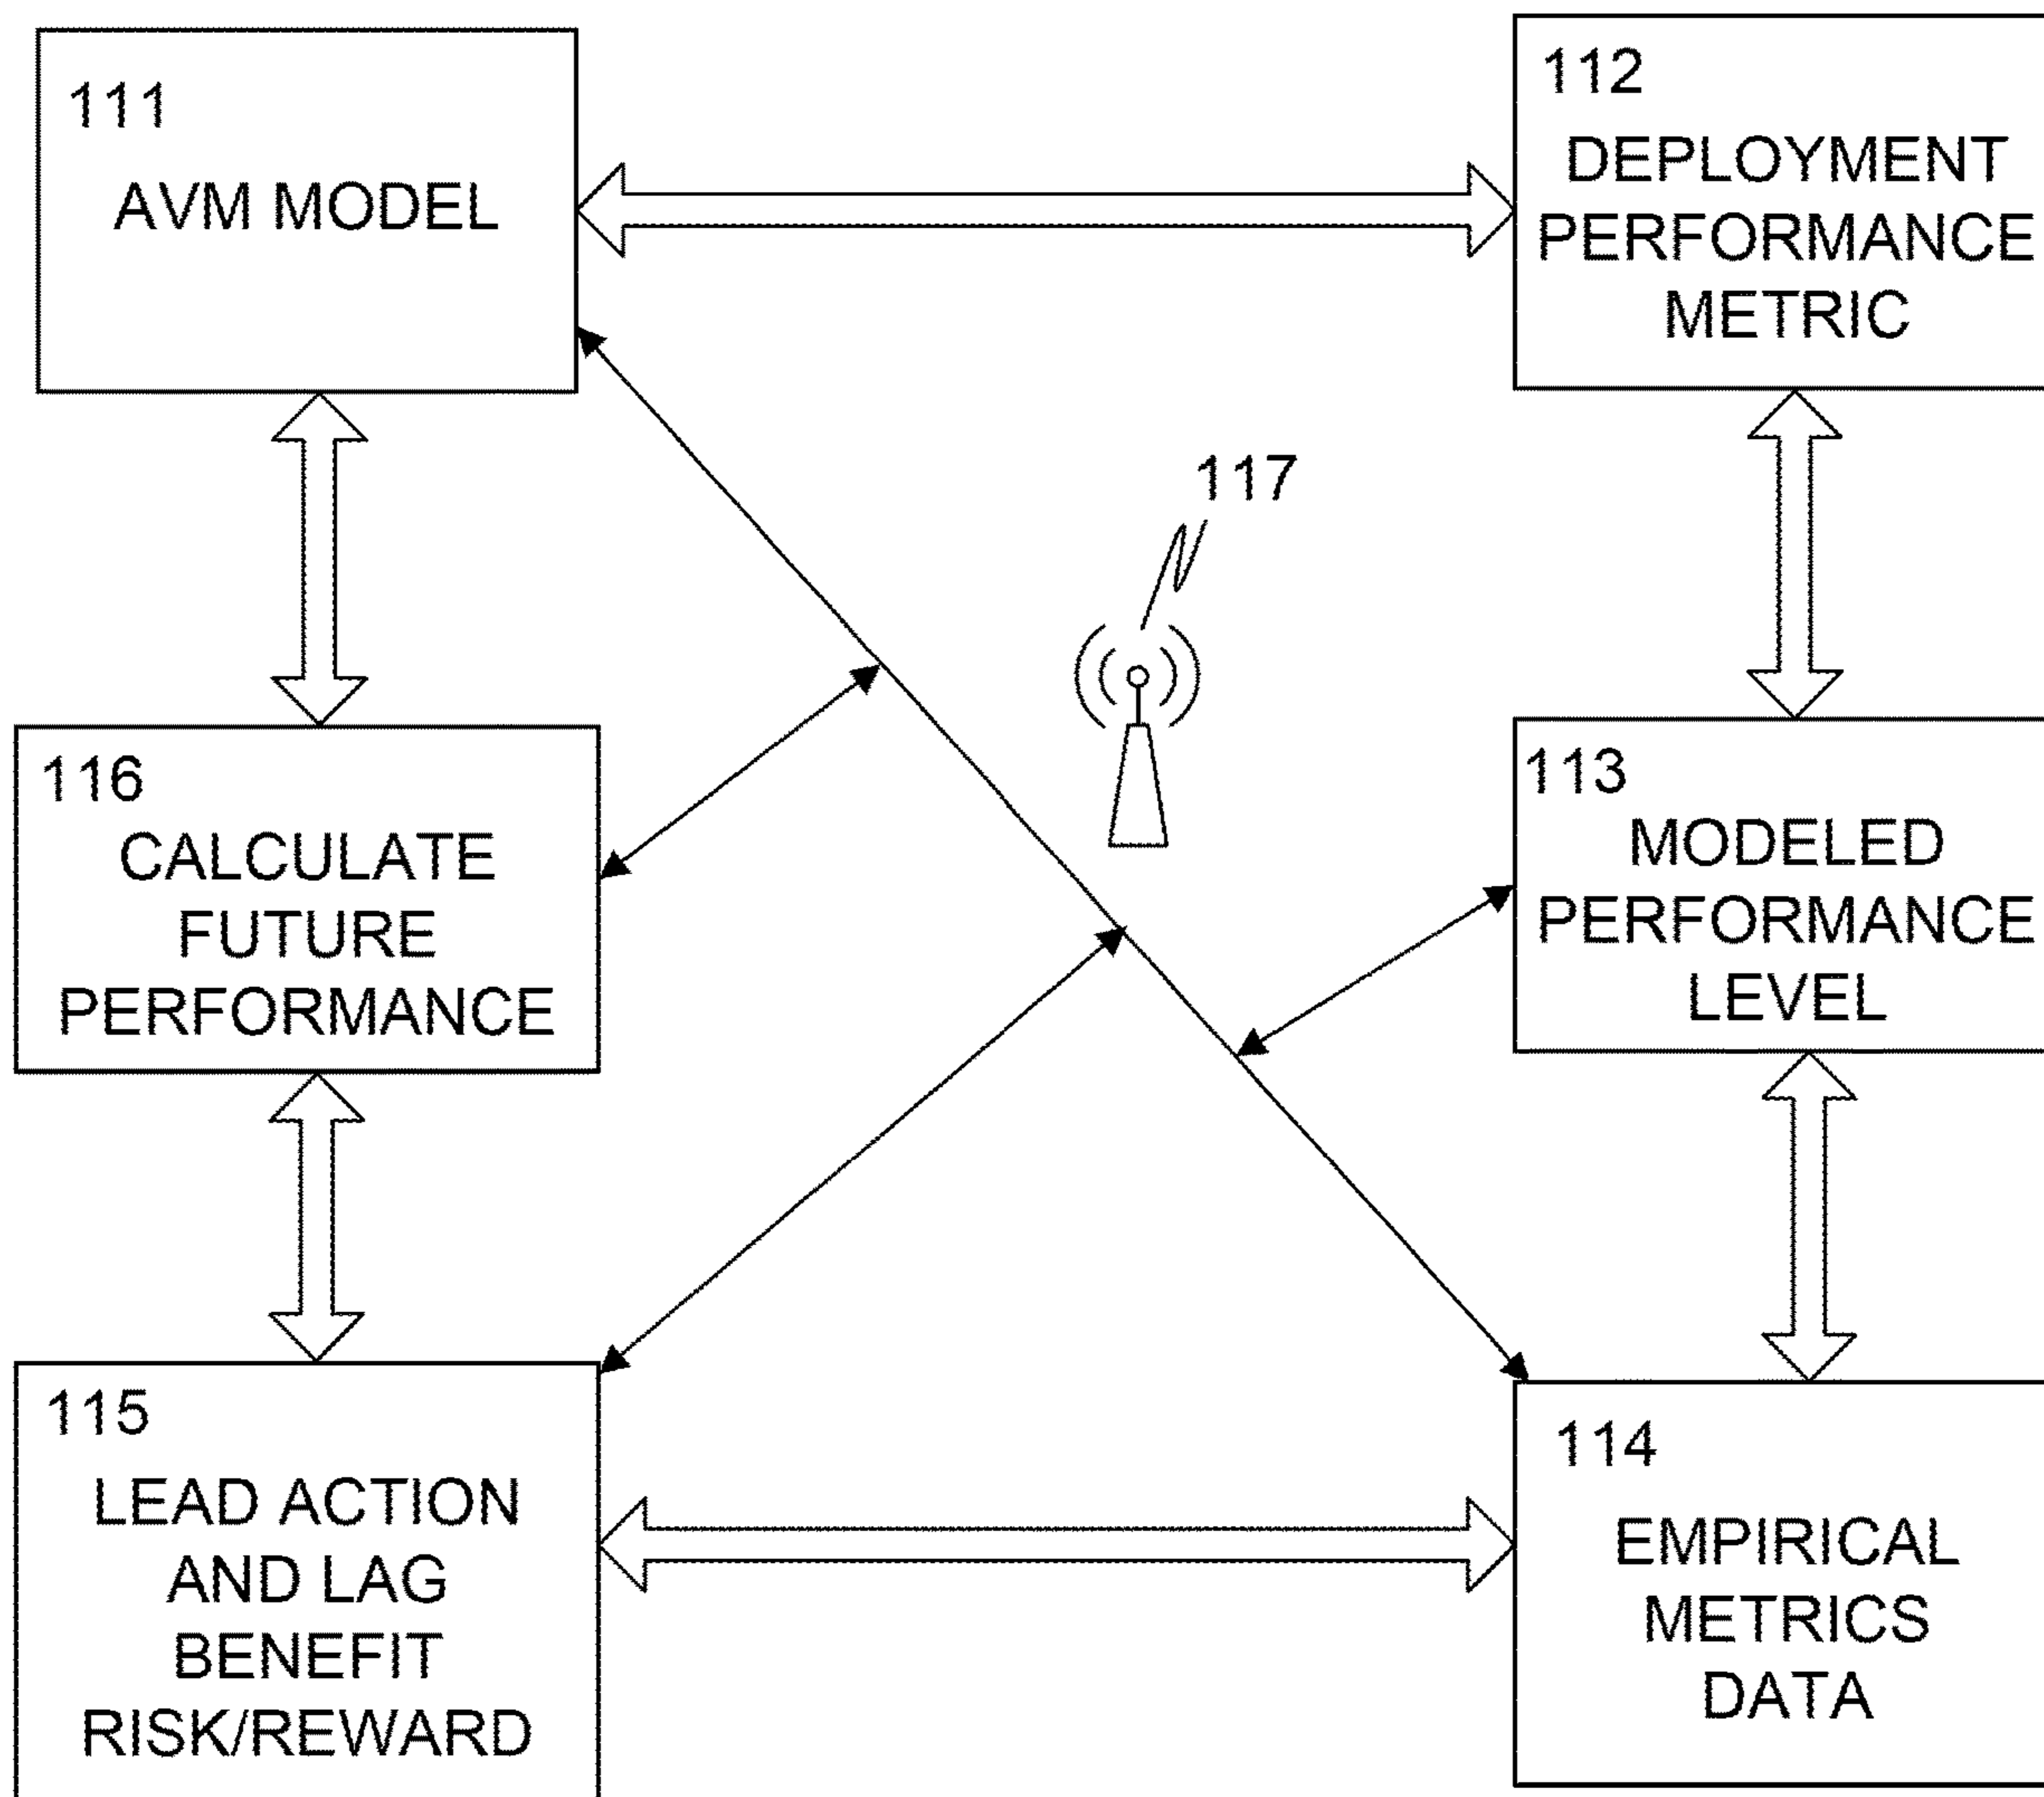 111
AVM MODEL
112
DEPLOYMENT
PERFORMANCE
METRIC
117
116
CALCULATE
FUTURE
PERFORMANCE
113
MODELED
PERFORMANCE
LEVEL
115
LEAD ACTION
AND LAG
BENEFIT
RISK/REWARD
114
EMPIRICAL
METRICS
DATA